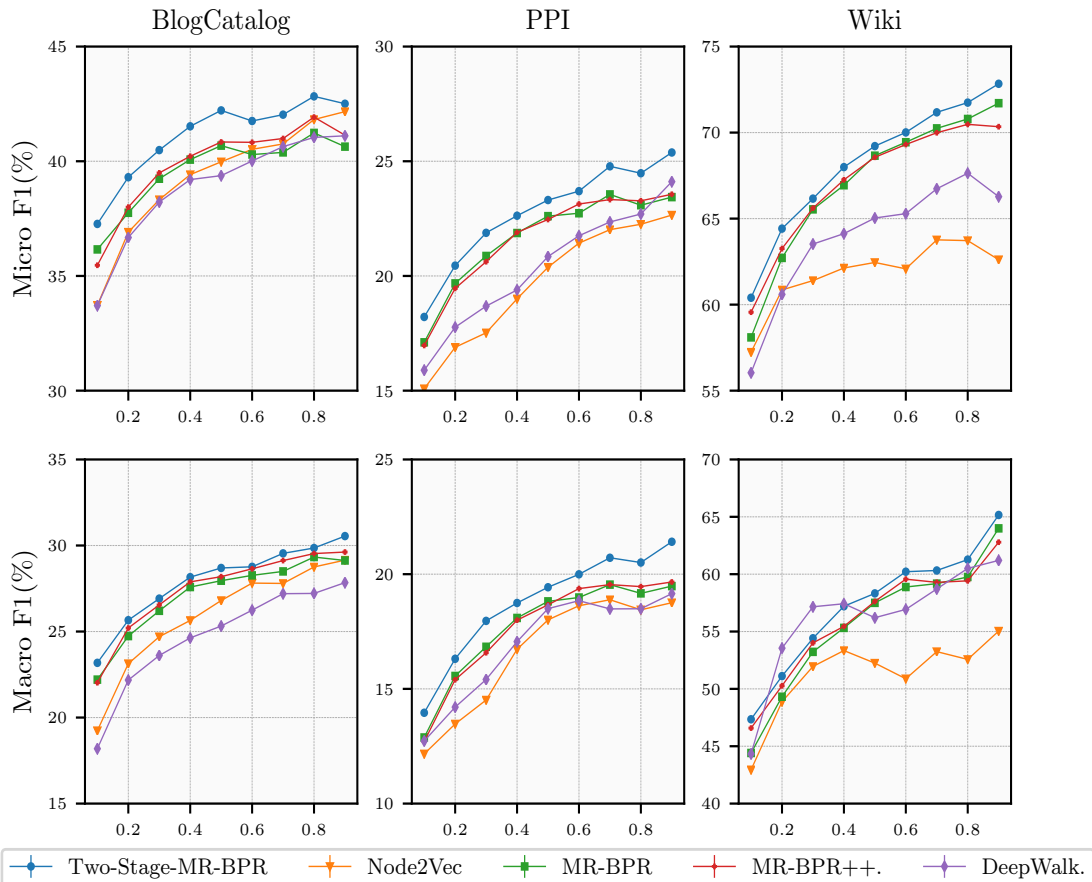 BlogCatalog PPI Wiki
Micro F1(%)
45
40
35
30
0.2 0.4 0.6 0.8
30
25
20
15
0.2 0.4 0.6 0.8
75
70
65
60
55
0.2 0.4 0.6 0.8
Macro F1(%)
35
30
25
20
15
0.2 0.4 0.6 0.8
25
20
15
10
0.2 0.4 0.6 0.8
70
65
60
55
50
45
40
0.2 0.4 0.6 0.8
Two-Stage-MR-BPR Node2Vec MR-BPR MR-BPR++. DeepWalk.